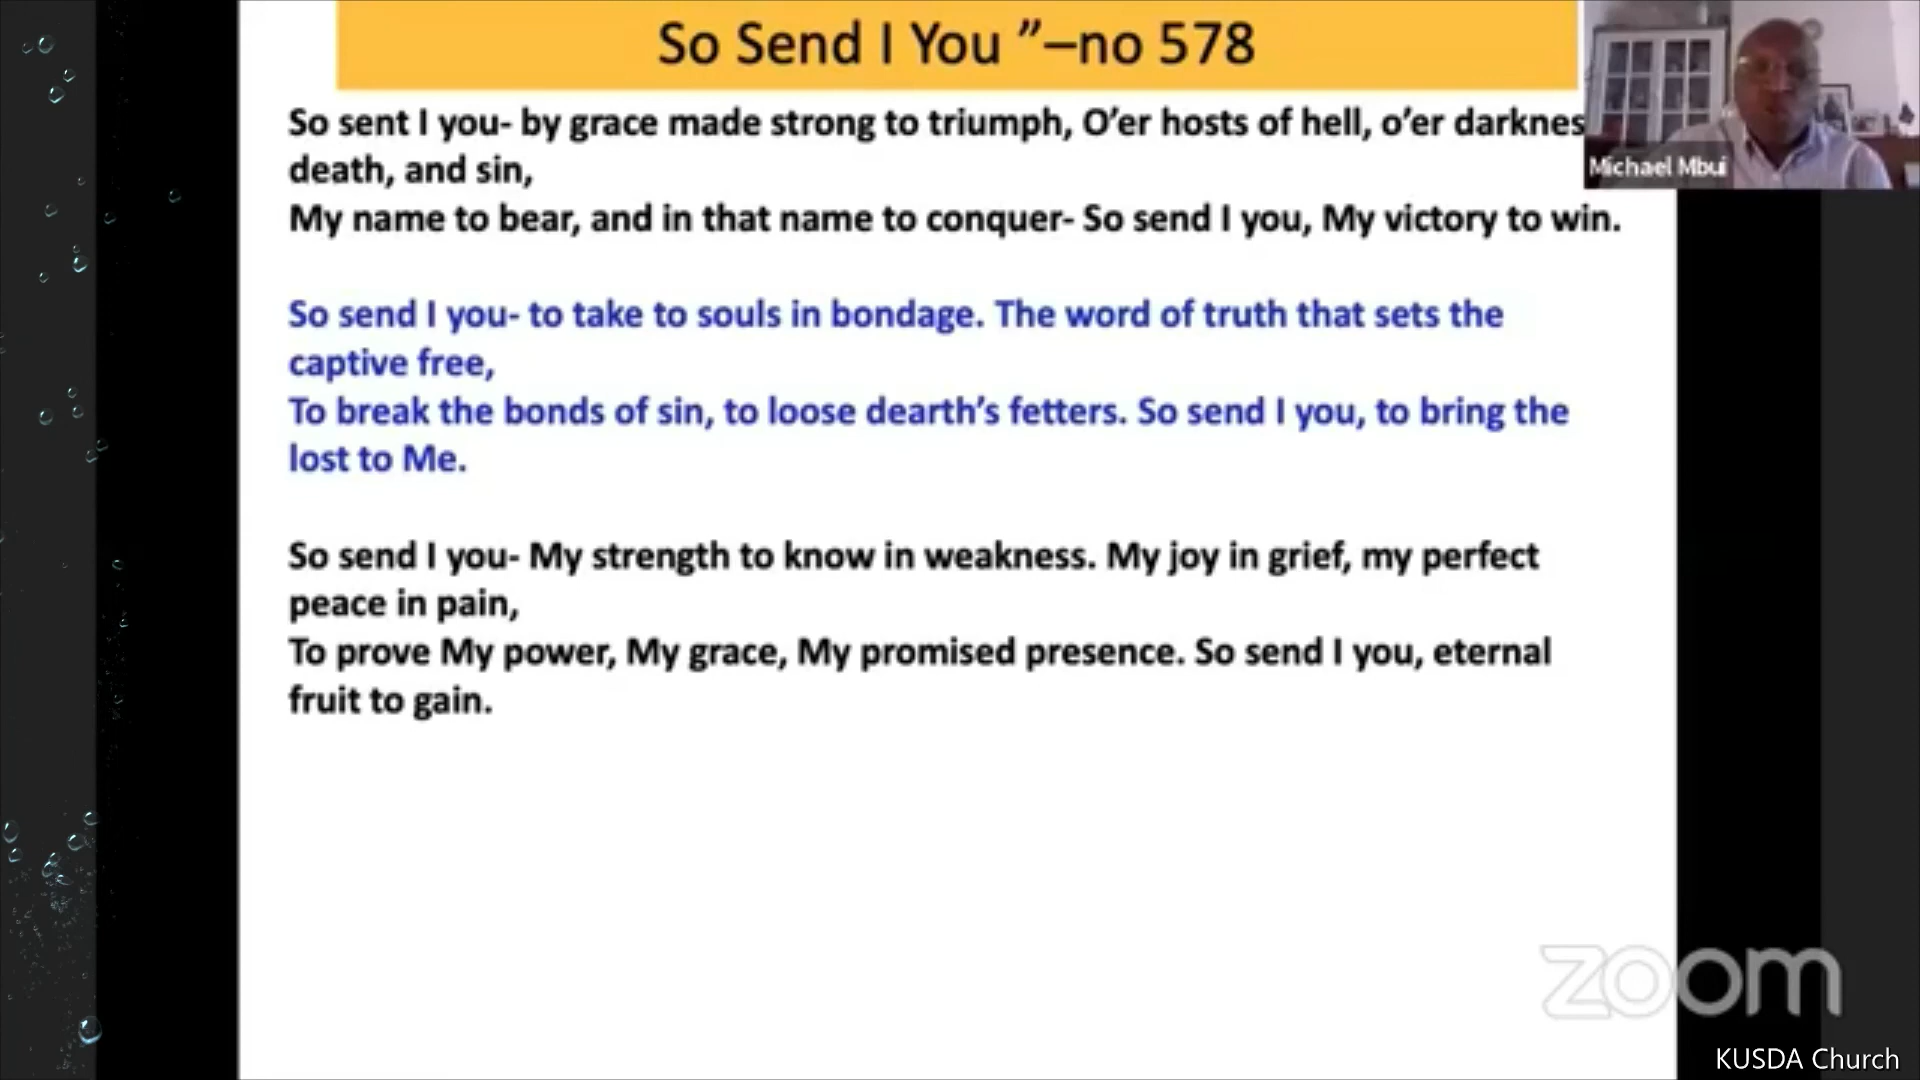 So Send I You ”–no 578
So sent I you- by grace made strong to triumph, O’er hosts of hell, o’er darknes
death, and sin,
My name to bear, and in that name to conquer- So send I you, My victory to win.
So send I you- to take to souls in bondage. The word of truth that sets the
captive free,
To break the bonds of sin, to loose dearth’s fetters. So send I you, to bring the
lost to Me.
So send I you- My strength to know in weakness. My joy in grief, my perfect
peace in pain,
To prove My power, My grace, My promised presence. So send I you, eternal
fruit to gain.
Michael Mbui
zoom
KUSDA Church